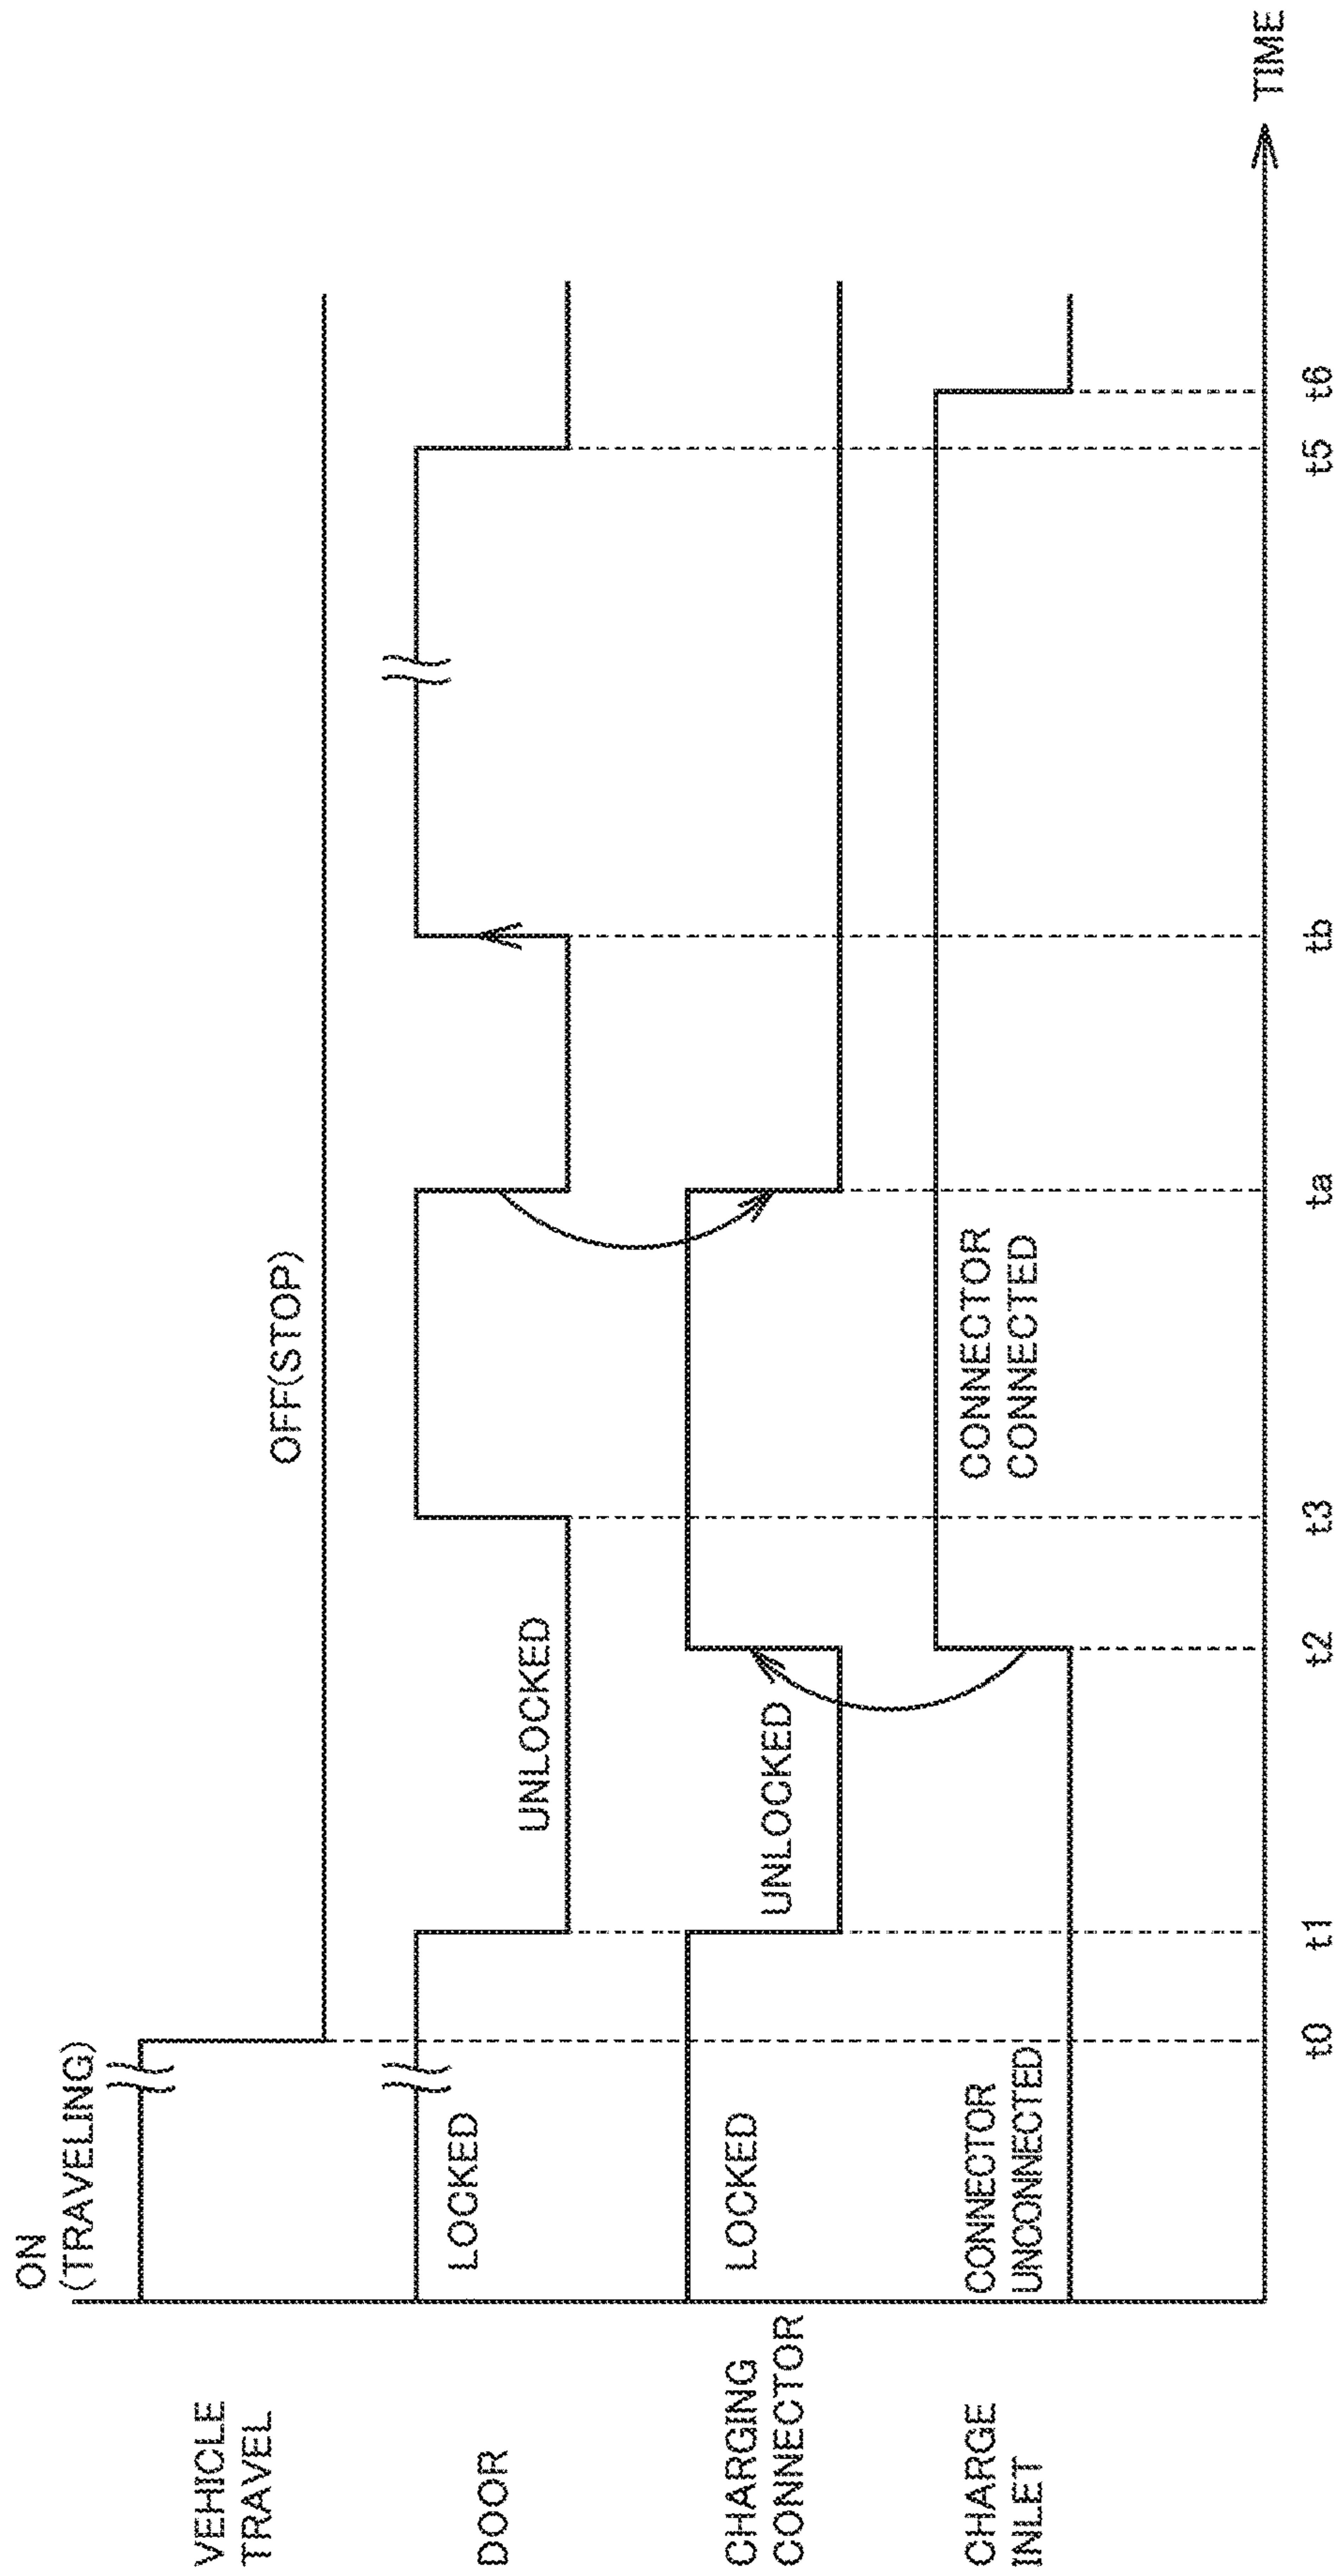 ON
(TRAVELING)
VEHICLE
TRAVEL
OFF(STOP)
DOOR
LOCKED
UNLOCKED
CHARGING
CONNECTOR
LOCKED
UNLOCKED
CHARGE
INLET
CONNECTOR
UNCONNECTED
CONNECTOR
CONNECTED
TIME
t0 t1 t2 t3 ta tb t5 t6